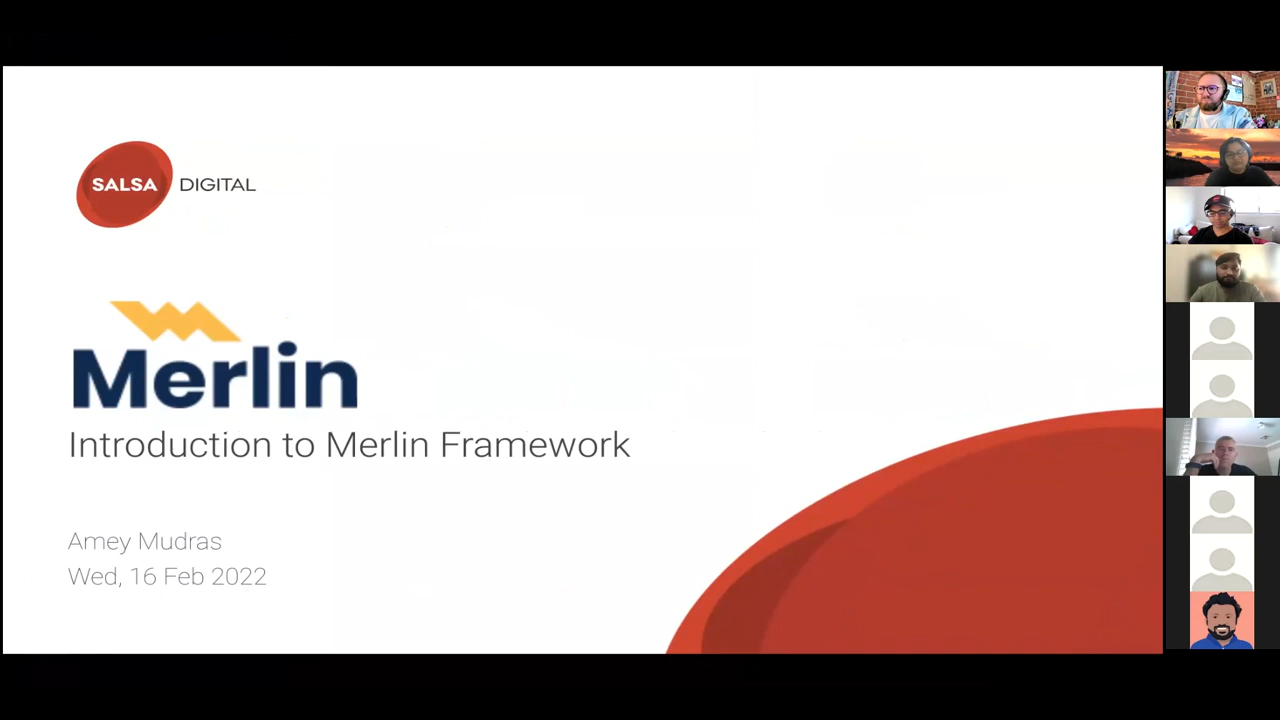 SALSA DIGITAL
Merlin
Introduction to Merlin Framework
Amey Mudras
Wed, 16 Feb 2022